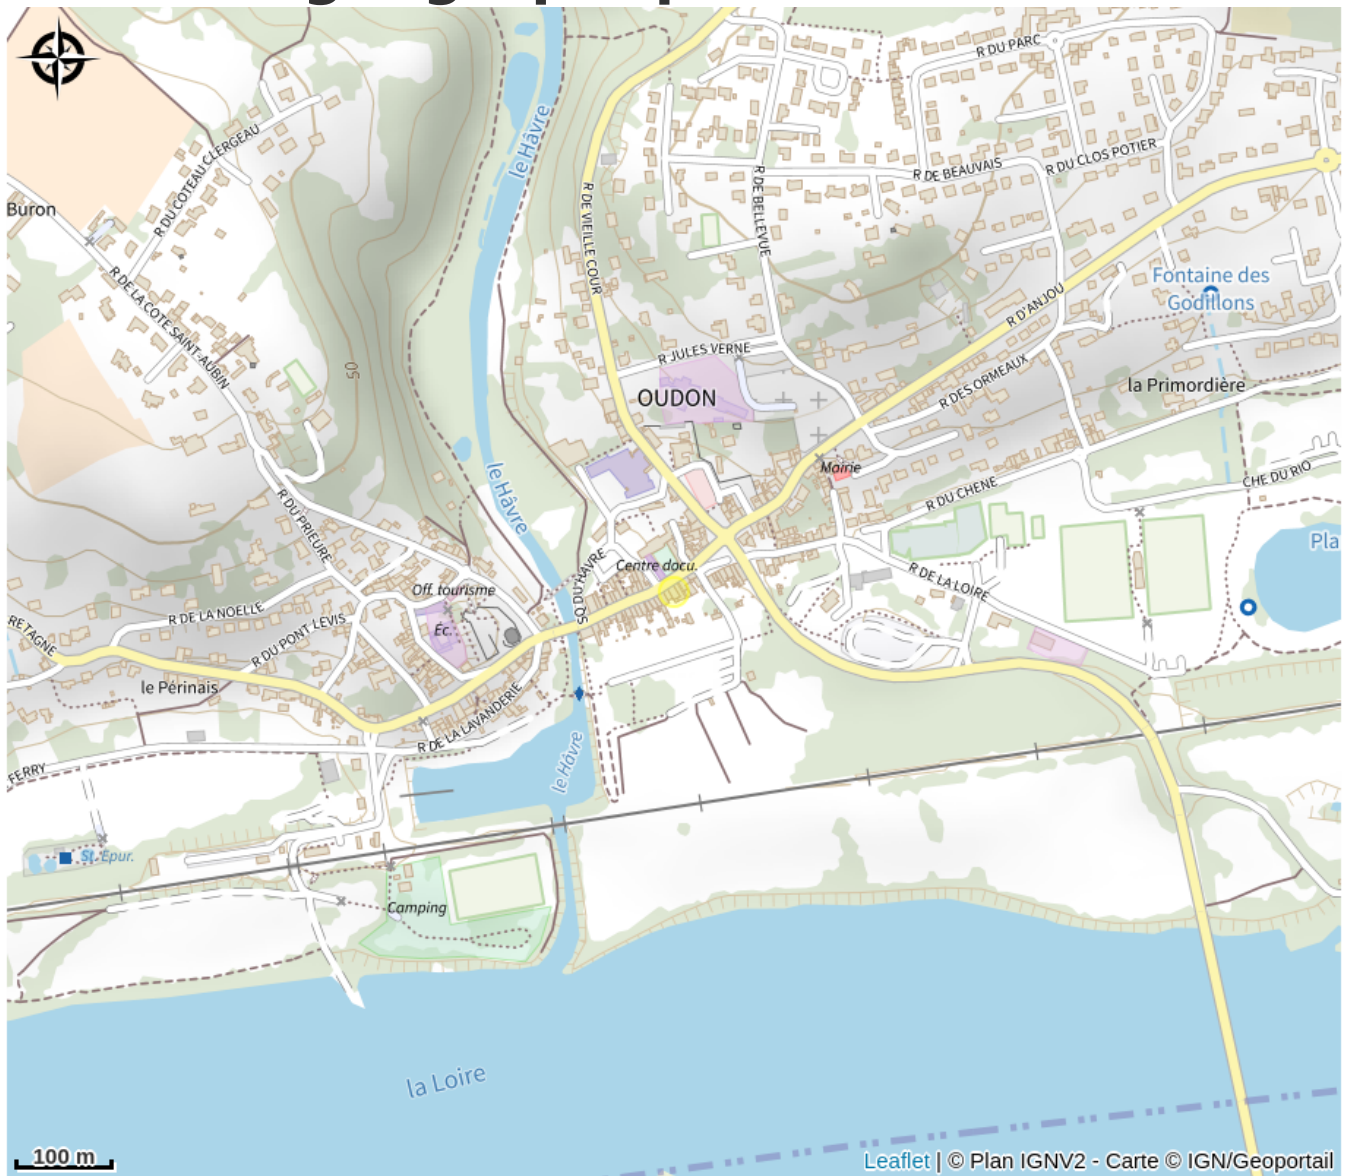 R DU PARC
le Hâvre
R DU COTEAU CLERGEAU
R DE BEAUVAIS
R DU CLOS POTIER
Buron
R DE BELLEVUE
R DE VIEILLE COUR
R DE LA COTE SAINT-AUBIN
Fontaine des
Godillons
R D'ANJOU
50
R JULES VERNE
R DES ORMEAUX
la Primordière
OUDON
Mairie
le Hâvre
R DU CHENE
CHE DU RIO
R DU PRIEURE
Pla
Centre docu.
SQ DU HAVRE
R DE LA LOIRE
Off. tourisme
R DE LA NOELLE
Éc.
R DU PONT-LEVIS
RETAGNE
le Périnais
R DE LA LAVANDERIE
le Hâvre
FERRY
St. Epur.
Camping
la Loire
100 m
Leaflet | © Plan IGNV2 - Carte © IGN/Geoportail